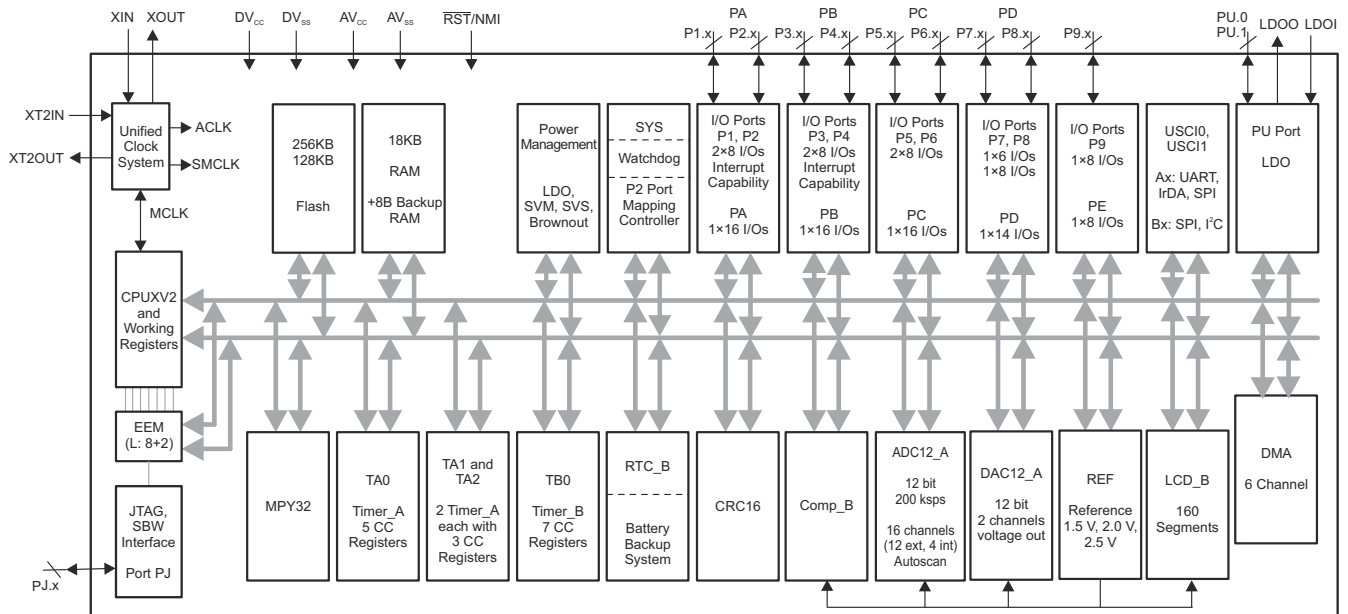 XIN XOUT DVCC DVSS AVCC AVSS RST/NMI PA PB PC PD PU.0 LDOO LDOI
P1.x P2.x P3.x P4.x P5.x P6.x P7.x P8.x P9.x PU.1
XT2IN
XT2OUT
Unified
Clock
System
ACLK
SMCLK
MCLK
256KB
128KB
Flash
18KB
RAM
+8B Backup
RAM
Power
Management
LDO,
SVM, SVS,
Brownout
SYS
Watchdog
P2 Port
Mapping
Controller
I/O Ports
P1, P2
2×8 I/Os
Interrupt
Capability
PA
1×16 I/Os
I/O Ports
P3, P4
2×8 I/Os
Interrupt
Capability
PB
1×16 I/Os
I/O Ports
P5, P6
2×8 I/Os
PC
1×16 I/Os
I/O Ports
P7, P8
1×6 I/Os
1×8 I/Os
PD
1×14 I/Os
I/O Ports
P9
1×8 I/Os
PE
1×8 I/Os
USCI0,
USCI1
Ax: UART,
IrDA, SPI
Bx: SPI, I²C
PU Port
LDO
CPUXV2
and
Working
Registers
EEM
(L: 8+2)
JTAG,
SBW
Interface
Port PJ
PJ.x
MPY32
TA0
Timer_A
5 CC
Registers
TA1 and
TA2
2 Timer_A
each with
3 CC
Registers
TB0
Timer_B
7 CC
Registers
RTC_B
Battery
Backup
System
CRC16
Comp_B
ADC12_A
12 bit
200 ksps
16 channels
(12 ext, 4 int)
Autoscan
DAC12_A
12 bit
2 channels
voltage out
REF
Reference
1.5 V, 2.0 V,
2.5 V
LCD_B
160
Segments
DMA
6 Channel